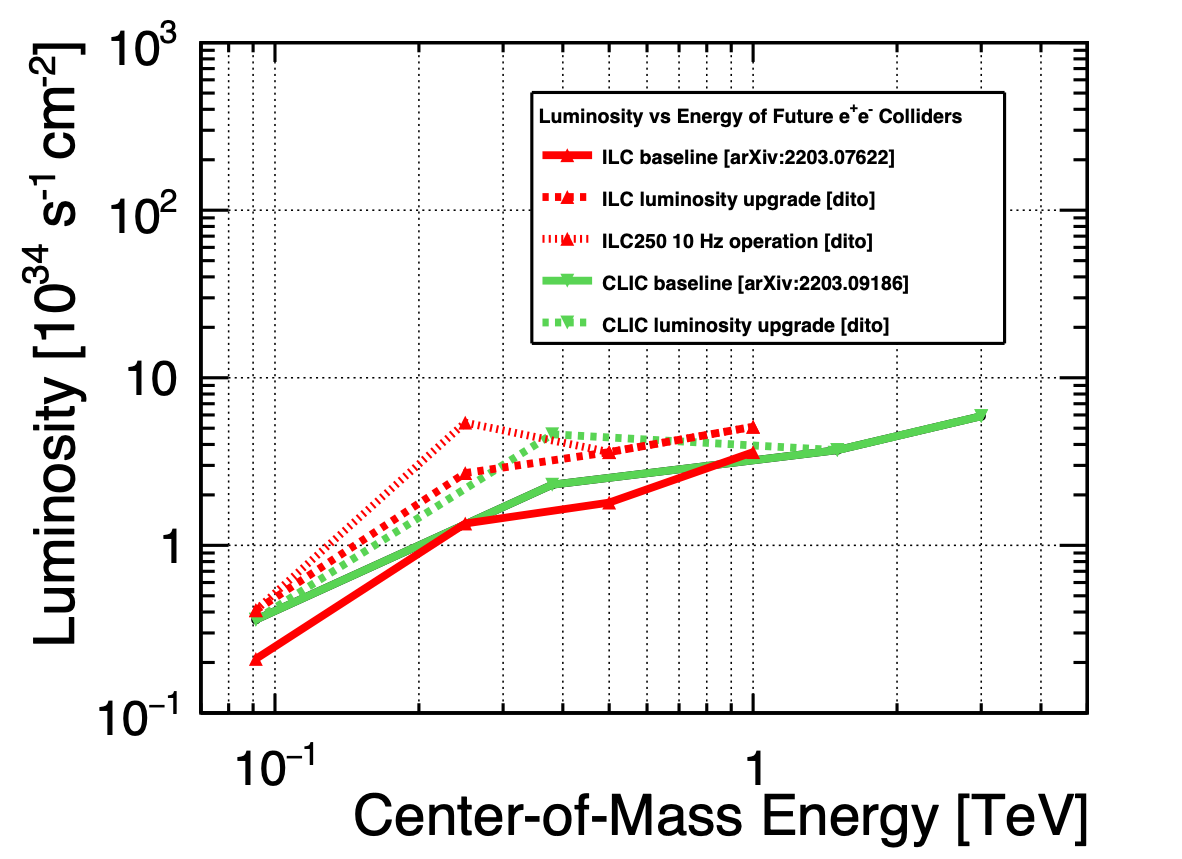 10³
10²
10
1
10⁻¹
Luminosity [10³⁴ s⁻¹ cm⁻²]
Luminosity vs Energy of Future e⁺e⁻ Colliders
ILC baseline [arXiv:2203.07622]
ILC luminosity upgrade [dito]
ILC250 10 Hz operation [dito]
CLIC baseline [arXiv:2203.09186]
CLIC luminosity upgrade [dito]
10⁻¹
1
Center-of-Mass Energy [TeV]